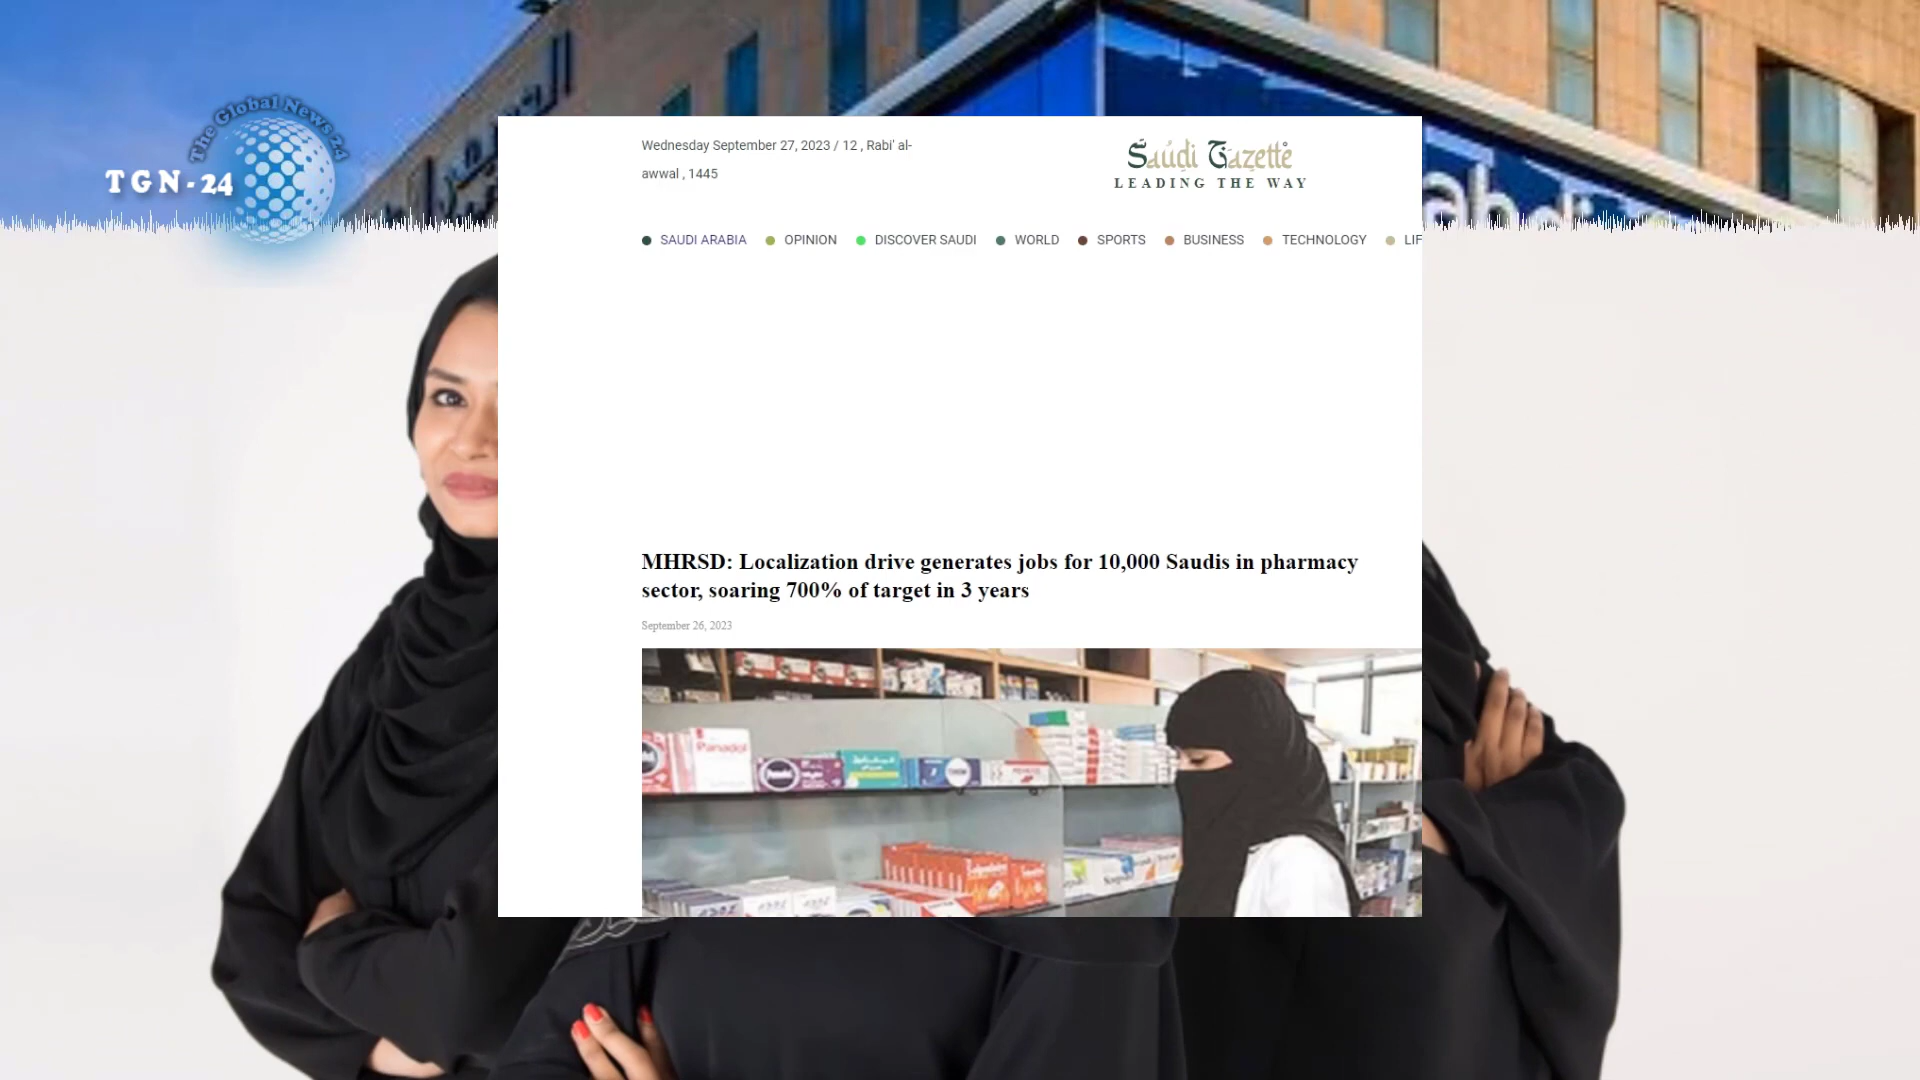 The Global News 24
TGN-24
Wednesday September 27, 2023 / 12 , Rabi' al-
awwal , 1445
Saudi Gazette
LEADING THE WAY
SAUDI ARABIA OPINION DISCOVER SAUDI WORLD SPORTS BUSINESS TECHNOLOGY LIF
MHRSD: Localization drive generates jobs for 10,000 Saudis in pharmacy
sector, soaring 700% of target in 3 years
September 26, 2023
Panadol